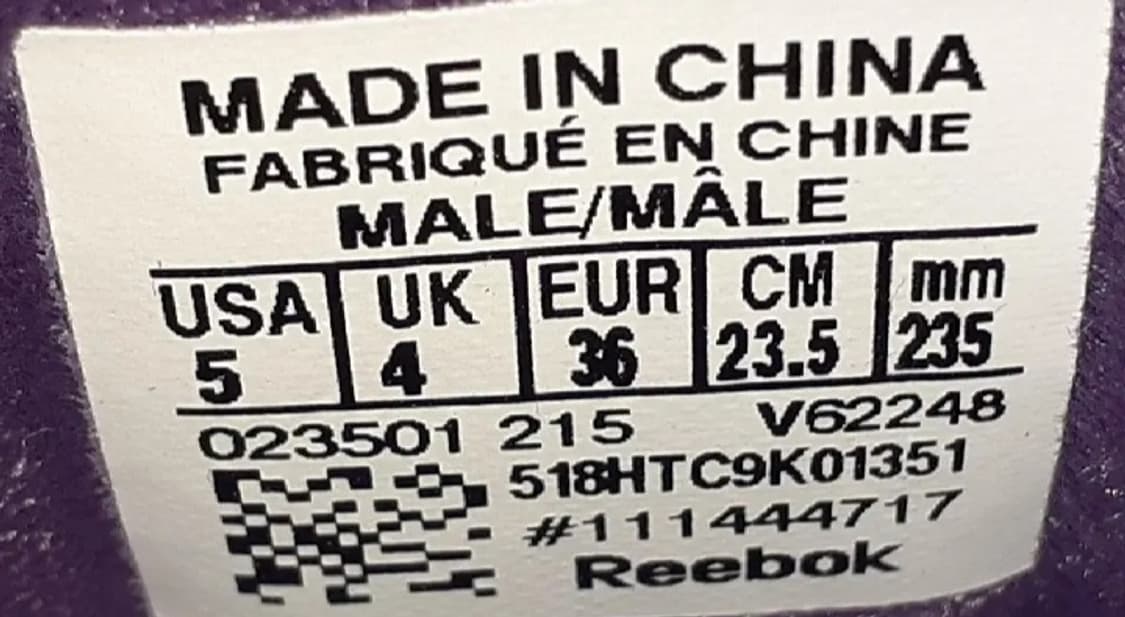 MADE IN CHINA
FABRIQUÉ EN CHINE
MALE/MÂLE
USA UK EUR CM mm
5 4 36 23.5 235
023501 215 V62248
518HTC9K01351
#111444717
Reebok